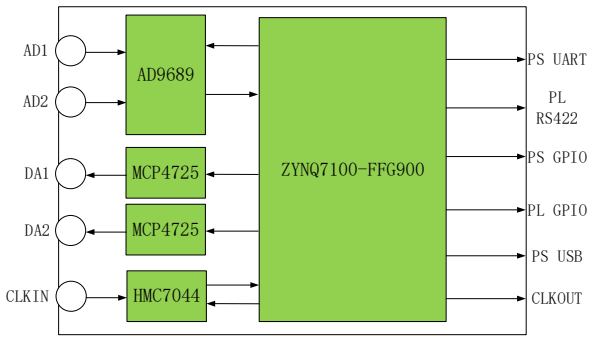 AD1
AD2
DA1
DA2
CLKIN
AD9689
MCP4725
MCP4725
HMC7044
ZYNQ7100-FFG900
PS UART
PL
RS422
PS GPIO
PL GPIO
PS USB
CLKOUT